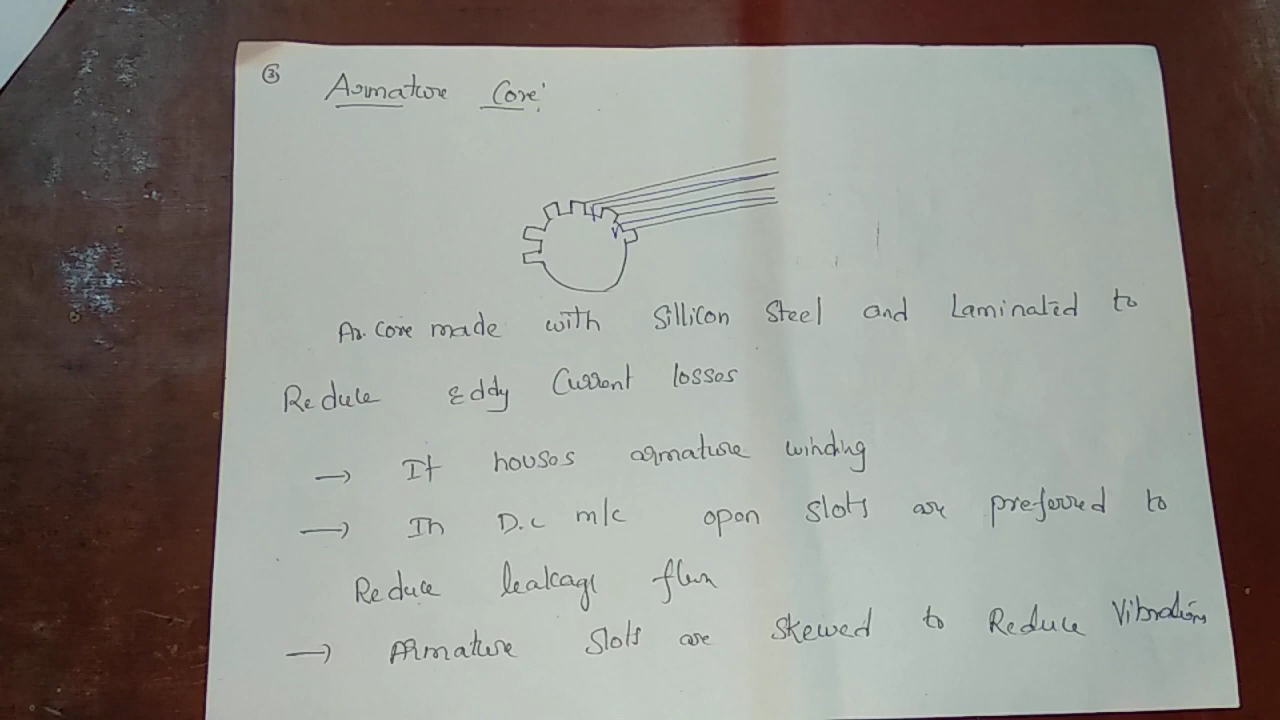 ③ Armature Core:
Ar. Core made with Sillicon Steel and Laminated to
Reduce Eddy Current losses
→ It houses armature winding
→ In D.c m/c open slots are preferred to
Reduce leakage flux
→ Armature Slots are Skewed to Reduce Vibrations